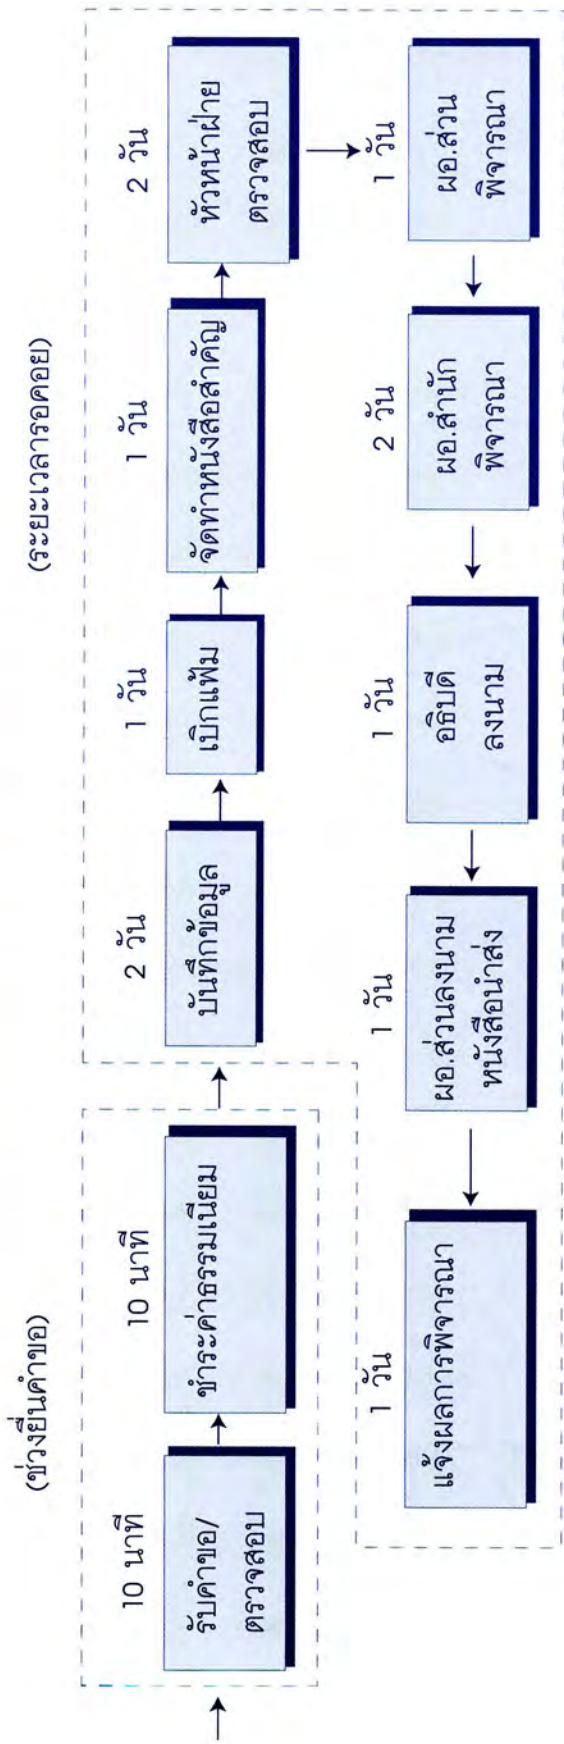 (ช่วงยื่นคำขอ)
10 นาที
รับคำขอ/
ตรวจสอบ
10 นาที
ชำระค่าธรรมเนียม
(ระยะเวลารอคอย)
2 วัน
บันทึกข้อมูล
1 วัน
เบิกแฟ้ม
1 วัน
จัดทำหนังสือสำคัญ
2 วัน
หัวหน้าฝ่าย
ตรวจสอบ
1 วัน
ผอ.ส่วน
พิจารณา
2 วัน
ผอ.สำนัก
พิจารณา
1 วัน
อธิบดี
ลงนาม
1 วัน
ผอ.ส่วนลงนาม
หนังสือนำส่ง
1 วัน
แจ้งผลการพิจารณา